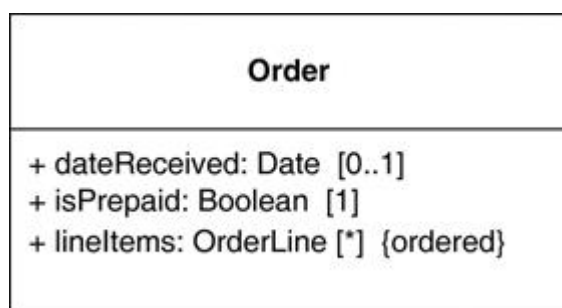 Order
+ dateReceived: Date [0..1]
+ isPrepaid: Boolean [1]
+ lineItems: OrderLine [*] {ordered}